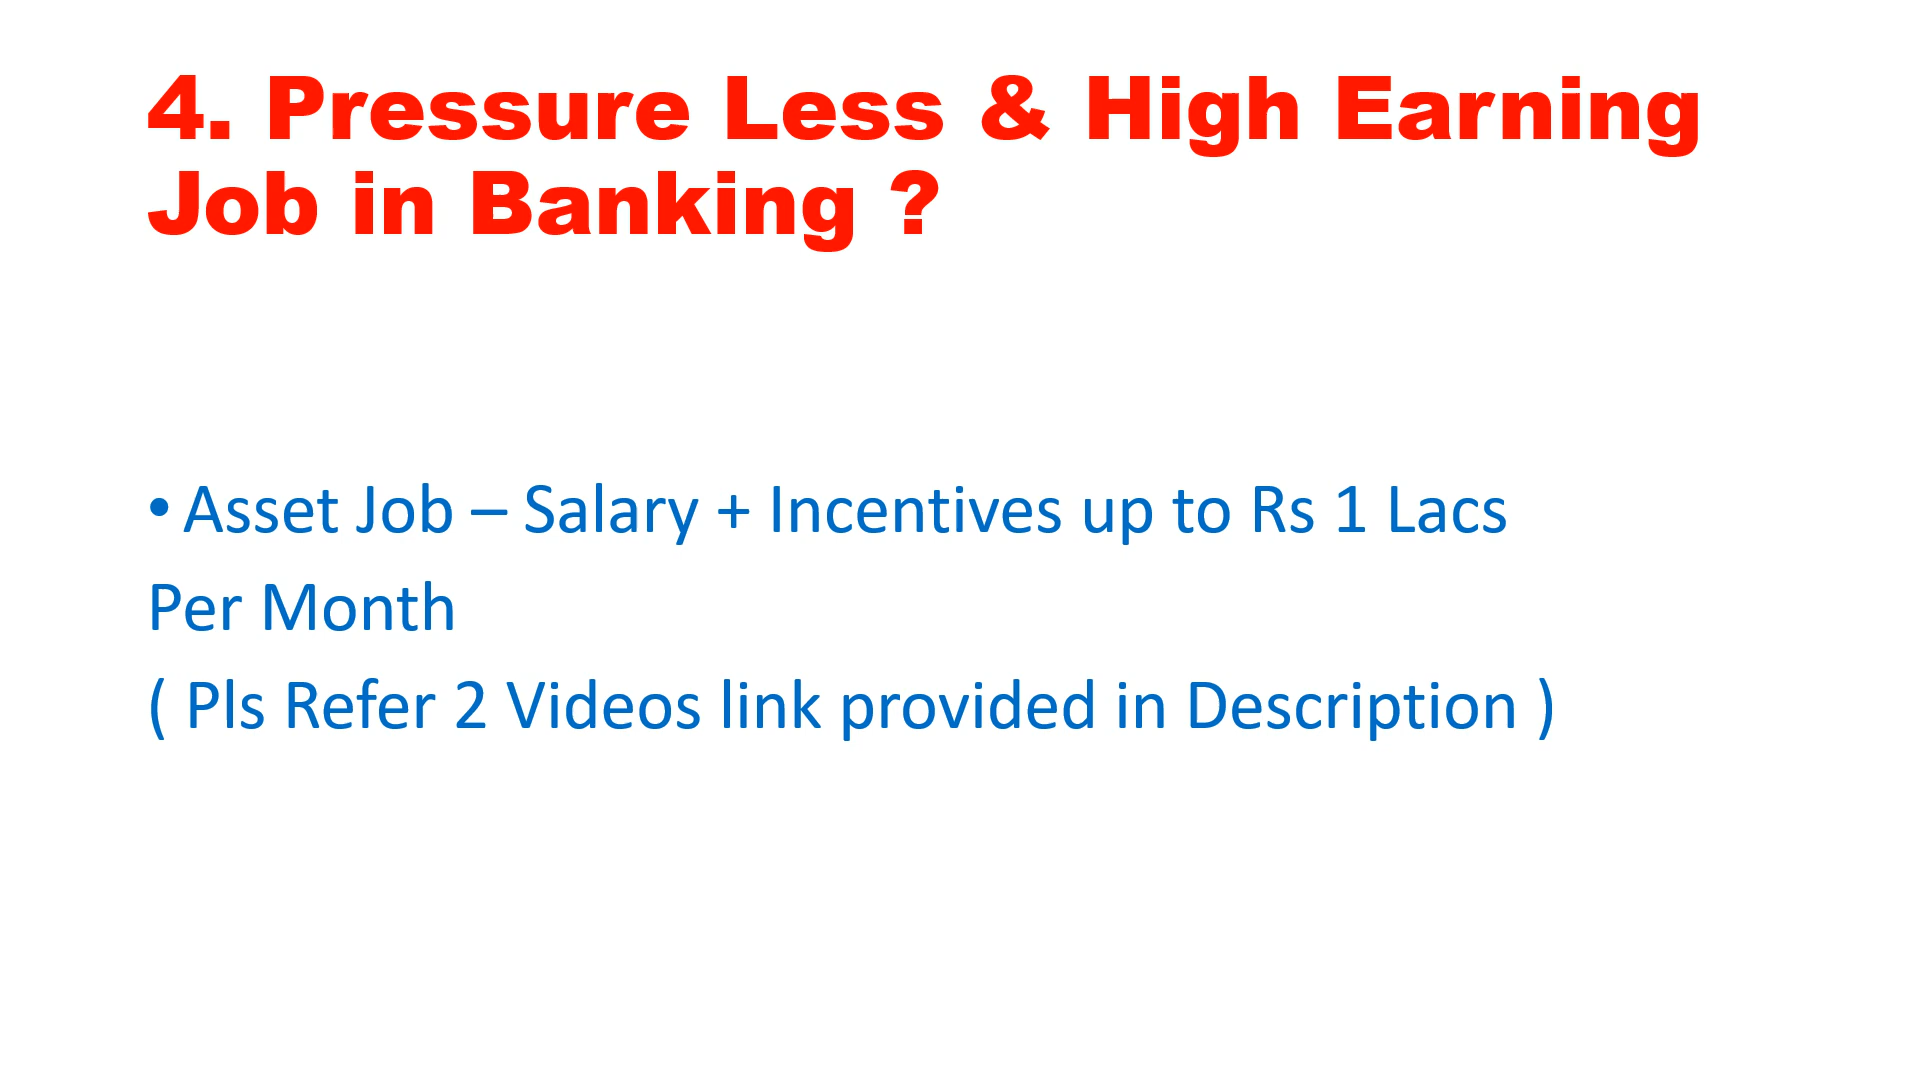 4. Pressure Less & High Earning
Job in Banking ?
• Asset Job – Salary + Incentives up to Rs 1 Lacs
Per Month
( Pls Refer 2 Videos link provided in Description )